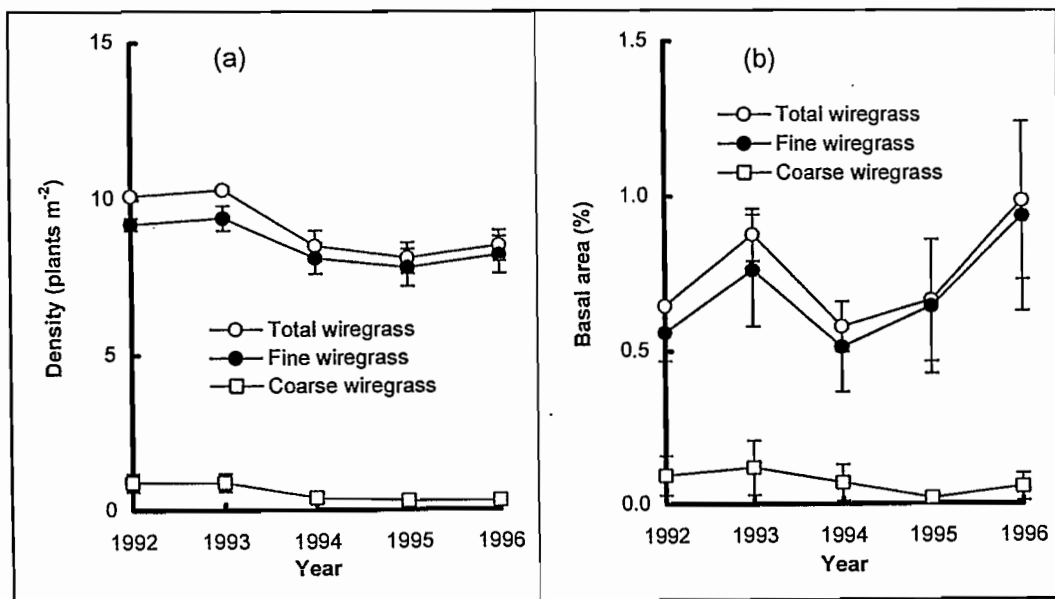 (a)
15
10
5
0
Density (plants m⁻²)
Total wiregrass
Fine wiregrass
Coarse wiregrass
1992 1993 1994 1995 1996
Year
(b)
1.5
1.0
0.5
0.0
Basal area (%)
Total wiregrass
Fine wiregrass
Coarse wiregrass
1992 1993 1994 1995 1996
Year